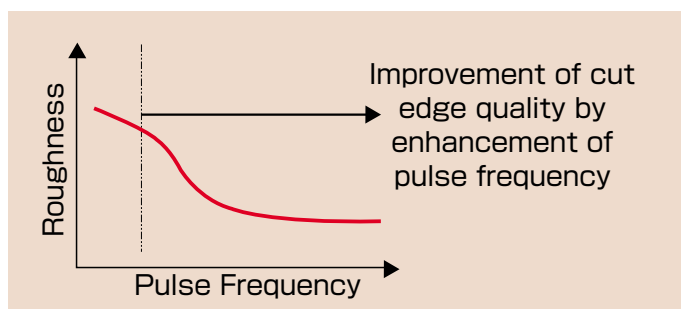 Roughness
Improvement of cut
edge quality by
enhancement of
pulse frequency
Pulse Frequency